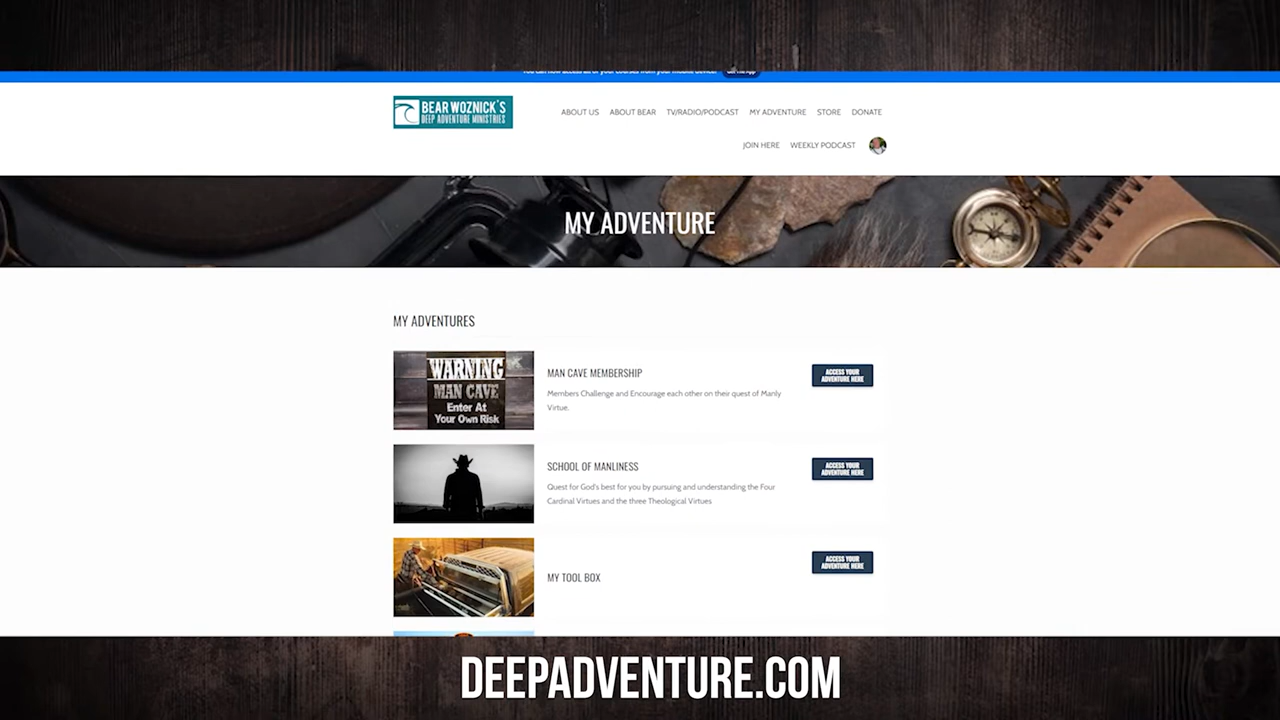 BEAR WOZNICK'S
DEEP ADVENTURE MINISTRIES
ABOUT US ABOUT BEAR TV/RADIO/PODCAST MY ADVENTURE STORE DONATE
JOIN HERE WEEKLY PODCAST
MY ADVENTURE
MY ADVENTURES
WARNING
MAN CAVE
Enter At
Your Own Risk
MAN CAVE MEMBERSHIP
Members Challenge and Encourage each other on their quest of Manly
Virtue.
ACCESS YOUR
ADVENTURE HERE
SCHOOL OF MANLINESS
Quest for God's best for you by pursuing and understanding the Four
Cardinal Virtues and the three Theological Virtues
ACCESS YOUR
ADVENTURE HERE
MY TOOL BOX
ACCESS YOUR
ADVENTURE HERE
DEEPADVENTURE.COM